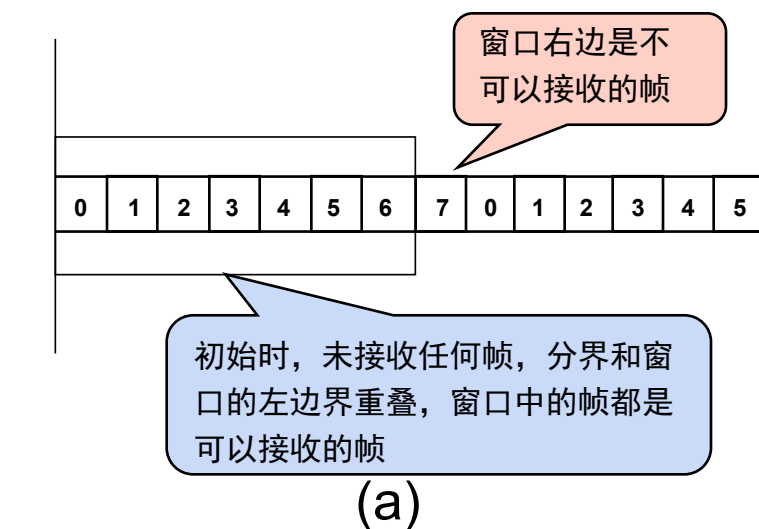 窗口右边是不
可以接收的帧
0 1 2 3 4 5 6 7 0 1 2 3 4 5
初始时，未接收任何帧，分界和窗
口的左边界重叠，窗口中的帧都是
可以接收的帧
(a)